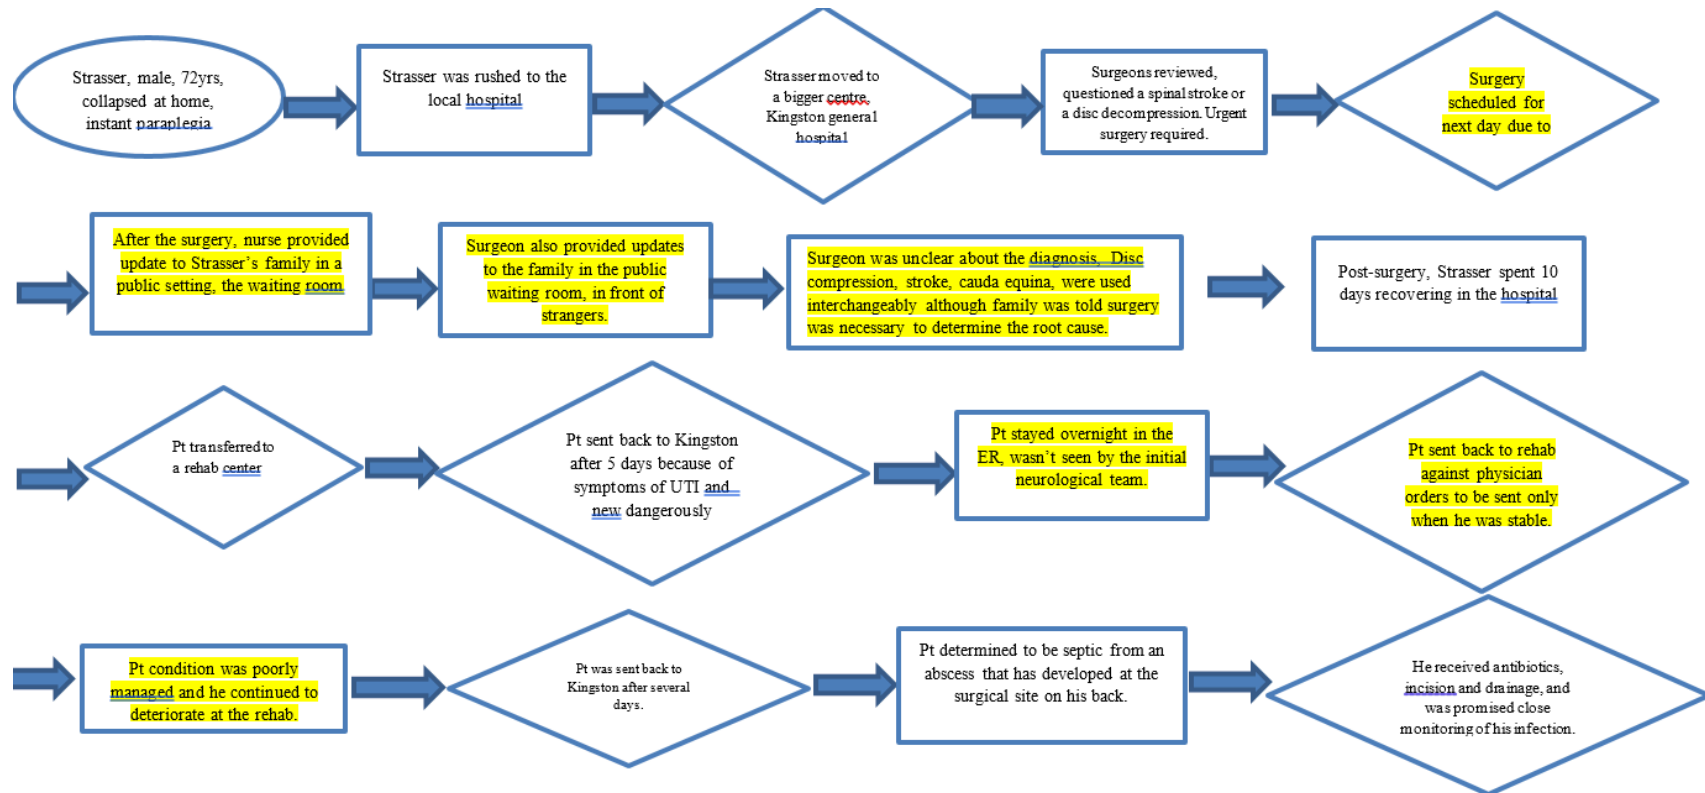 Strasser, male, 72yrs,
collapsed at home,
instant paraplegia
Strasser was rushed to the
local hospital
Strasser moved to
a bigger centre,
Kingston general
hospital
Surgeons reviewed,
questioned a spinal stroke or
a disc decompression. Urgent
surgery required.
Surgery
scheduled for
next day due to
After the surgery, nurse provided
update to Strasser’s family in a
public setting, the waiting room
Surgeon also provided updates
to the family in the public
waiting room, in front of
strangers.
Surgeon was unclear about the diagnosis, Disc
compression, stroke, cauda equina, were used
interchangeably although family was told surgery
was necessary to determine the root cause.
Post-surgery, Strasser spent 10
days recovering in the hospital
Pt transferred to
a rehab center
Pt sent back to Kingston
after 5 days because of
symptoms of UTI and
new dangerously
Pt stayed overnight in the
ER, wasn’t seen by the initial
neurological team.
Pt sent back to rehab
against physician
orders to be sent only
when he was stable.
Pt condition was poorly
managed and he continued to
deteriorate at the rehab.
Pt was sent back to
Kingston after several
days.
Pt determined to be septic from an
abscess that has developed at the
surgical site on his back.
He received antibiotics,
incision and drainage, and
was promised close
monitoring of his infection.